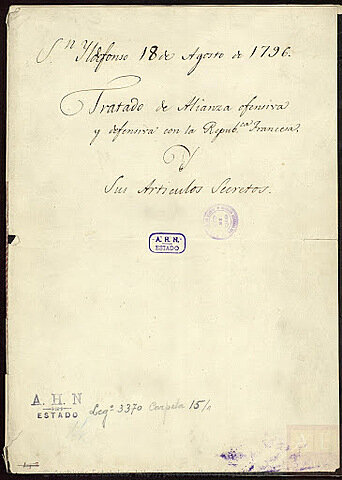 S.ⁿ Yldefonso 18 de Agosto de 1796.
Tratado de Alianza ofensiva
y defensiva con la Repub.ᶜᵃ Francesa.
Y
Sus Articulos Secretos.
A.H.N.
ESTADO
A.H.N
ESTADO
Leg.º 3370 Carpeta 15/1